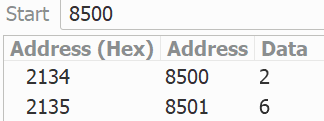 Start 8500
Address (Hex) Address Data
2134 8500 2
2135 8501 6